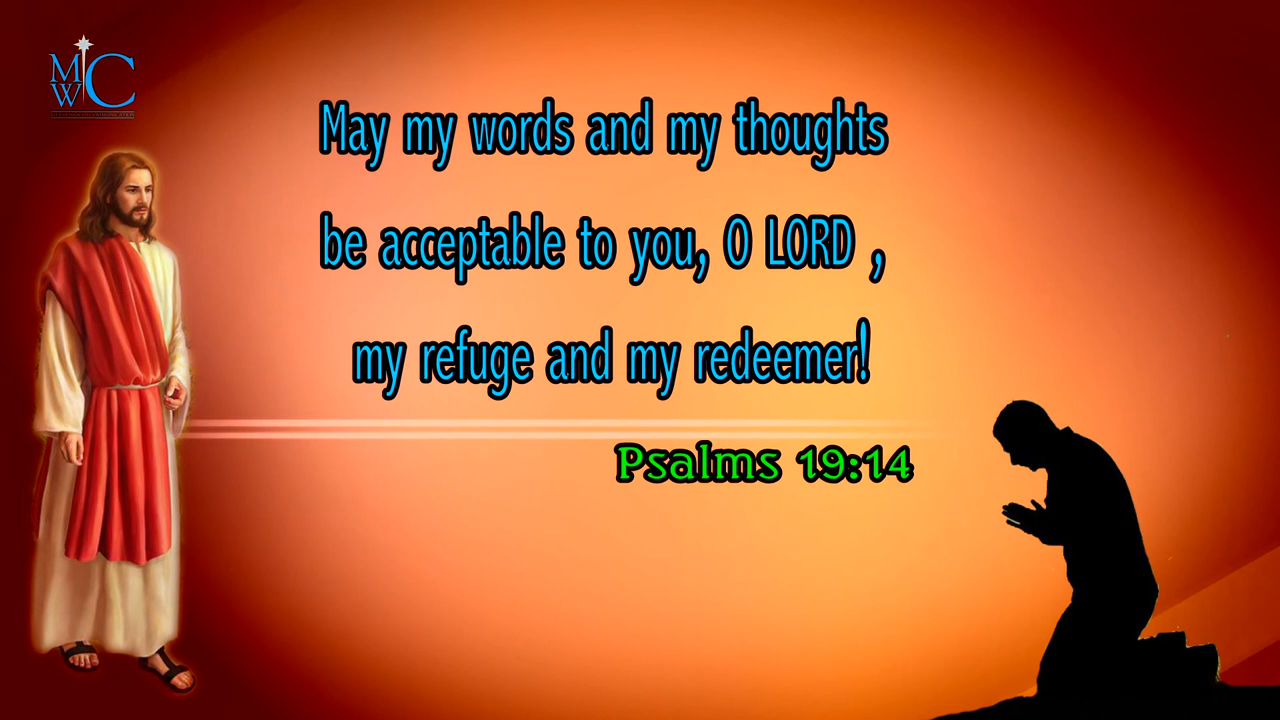 MWC
May my words and my thoughts
be acceptable to you, O LORD ,
my refuge and my redeemer!
Psalms 19:14